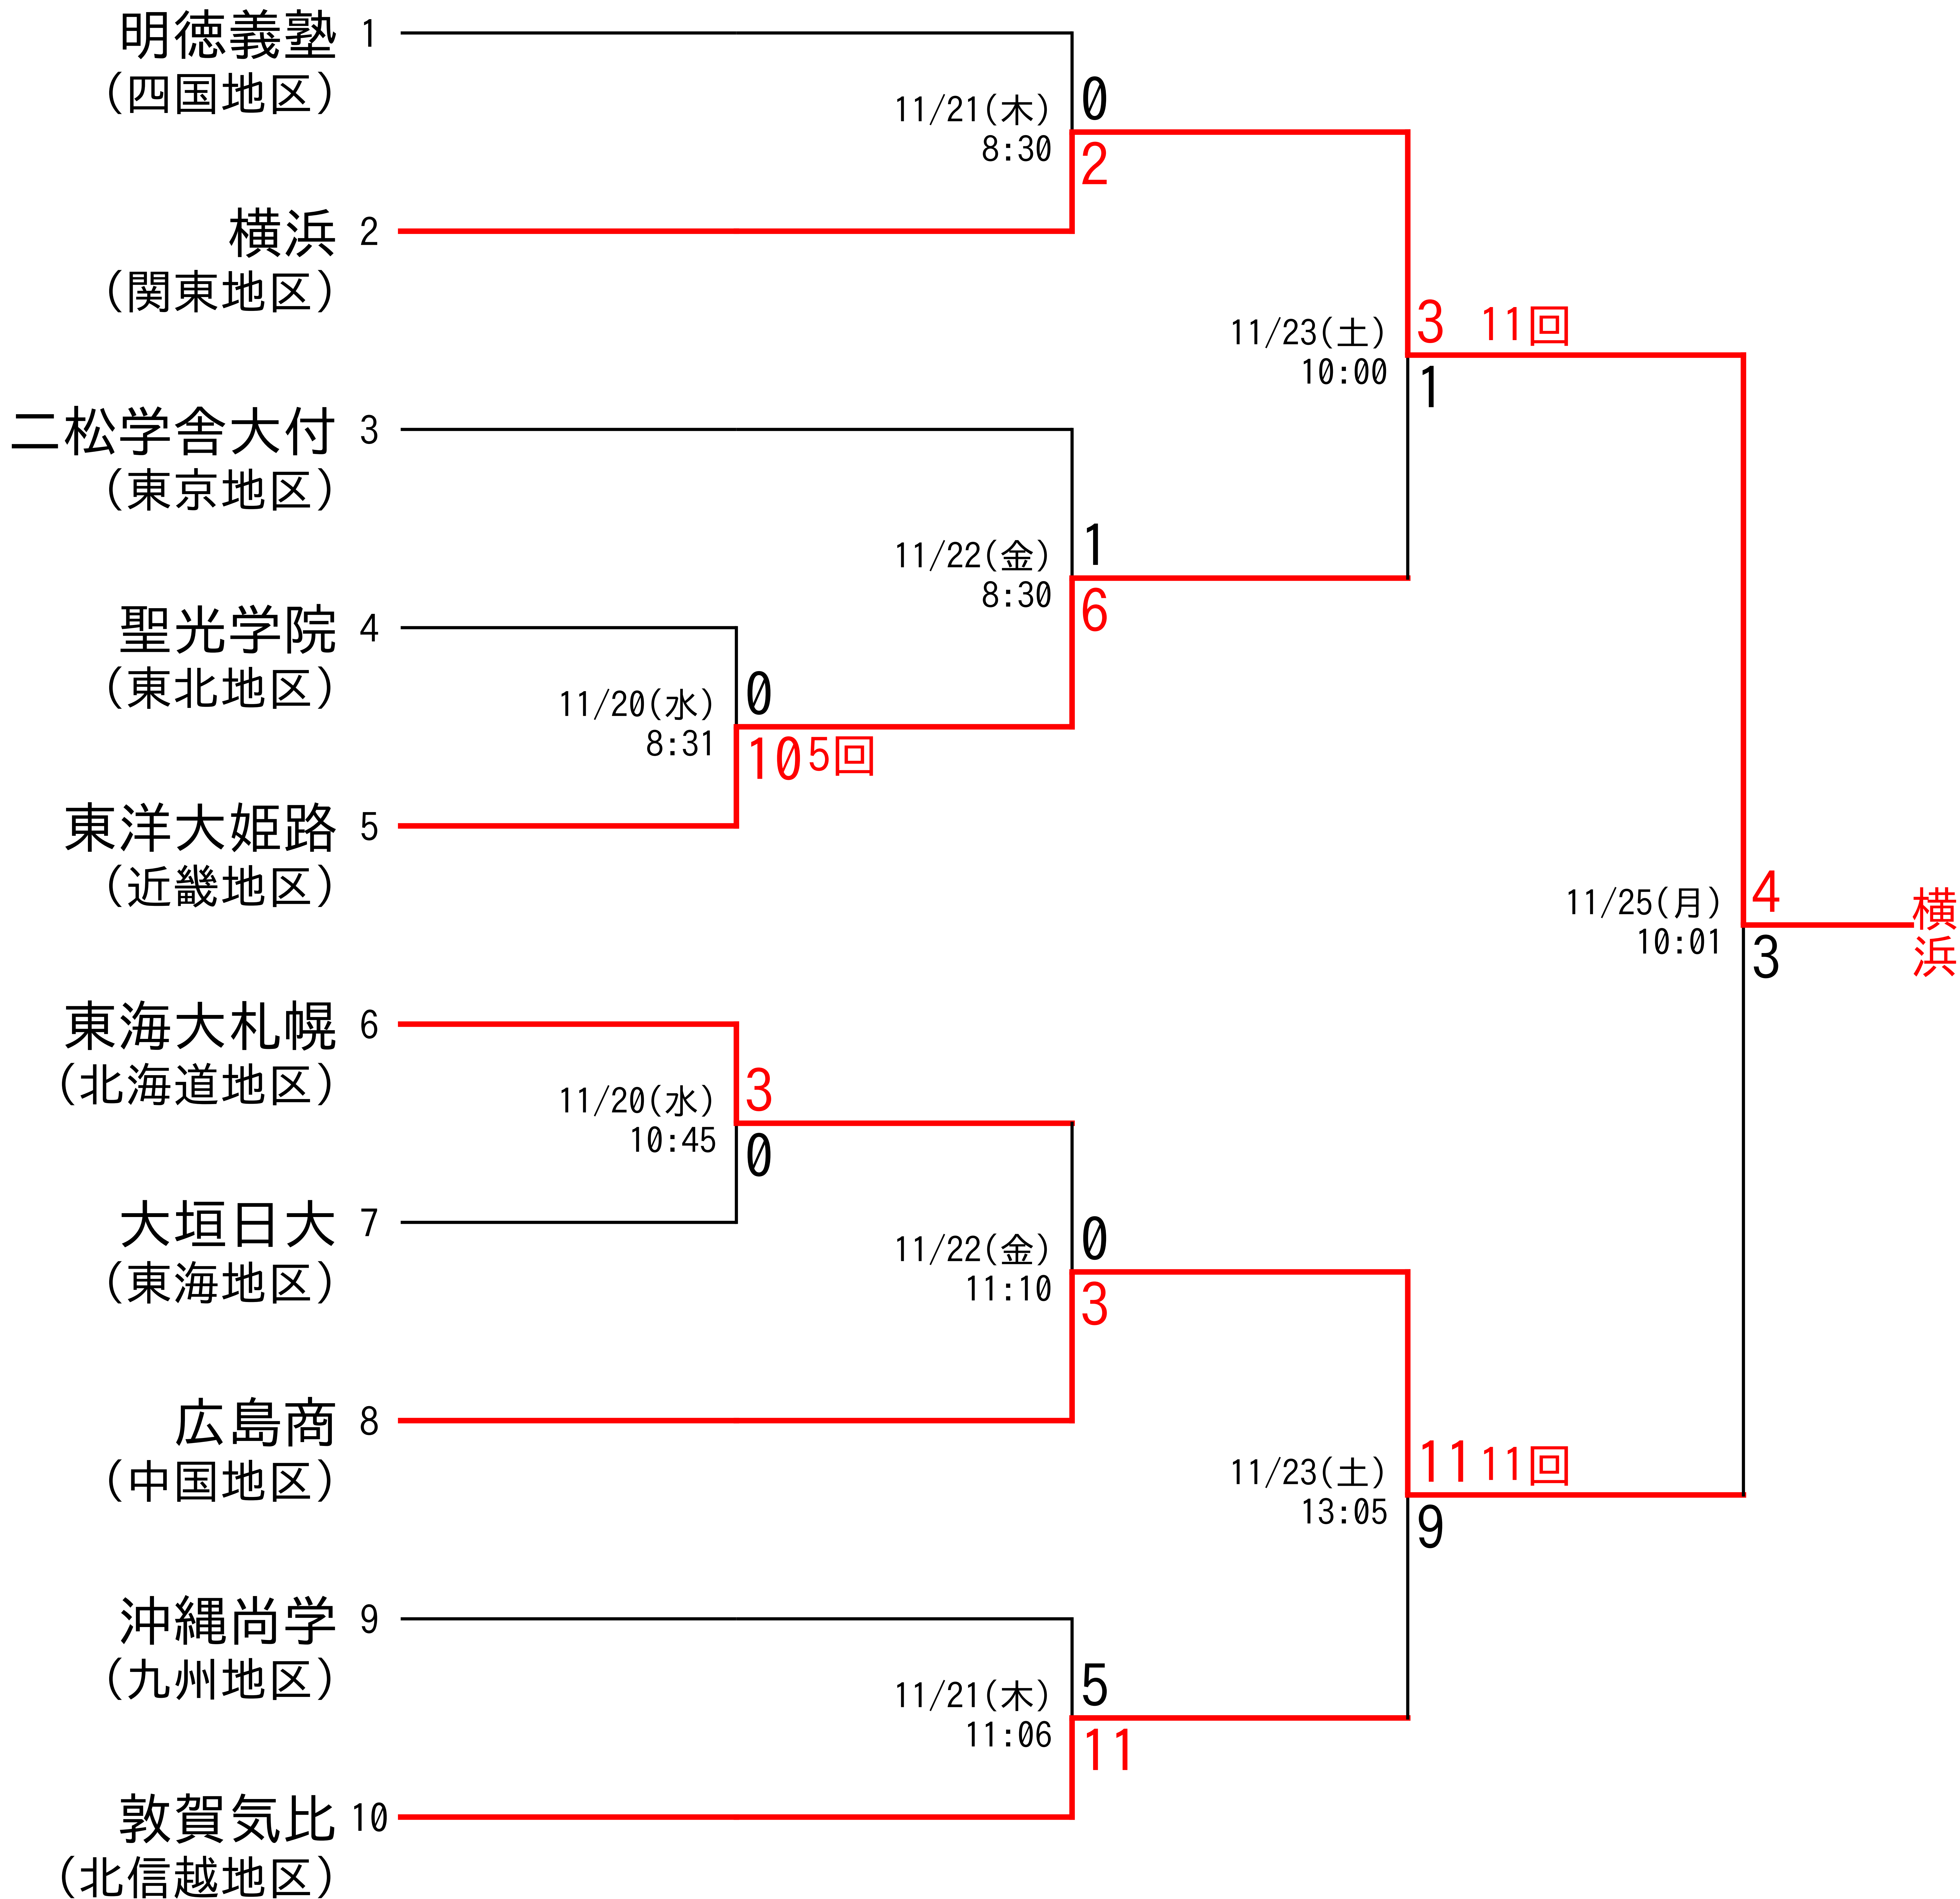 明徳義塾 1
(四国地区)
11/21(木)
8:30
0
2
横浜 2
(関東地区)
11/23(土)
10:00
3 11回
1
二松学舎大付 3
(東京地区)
11/22(金)
8:30
1
6
聖光学院 4
(東北地区)
11/20(水)
8:31
0
10 5回
東洋大姫路 5
(近畿地区)
11/25(月)
10:01
4
3
横浜
東海大札幌 6
(北海道地区)
11/20(水)
10:45
3
0
大垣日大 7
(東海地区)
11/22(金)
11:10
0
3
広島商 8
(中国地区)
11/23(土)
13:05
11 11回
9
沖縄尚学 9
(九州地区)
11/21(木)
11:06
5
11
敦賀気比 10
(北信越地区)